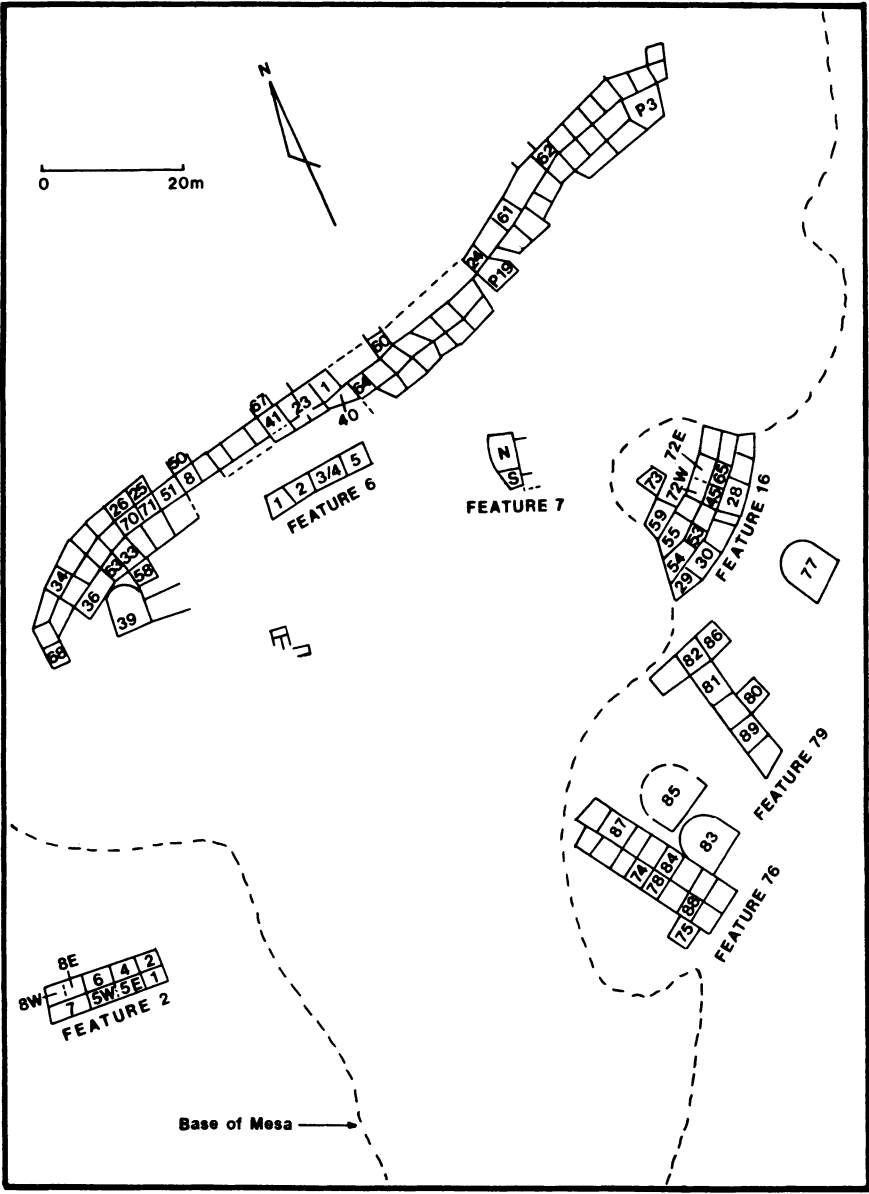 N
0 20m
P3
62
61
24
P19
60
67
1
23
41
64
40
50
8
51
25
26
71
70
33
63
58
34
36
39
68
1 2 3/4 5
FEATURE 6
N
S
FEATURE 7
72E
72W
73
65
45
28
59
55
53
54
30
29
FEATURE 16
77
86
82
81
80
89
FEATURE 79
85
83
87
84
74
78
88
75
FEATURE 76
8E
8W
6 4 2
7 5W 5E 1
FEATURE 2
Base of Mesa